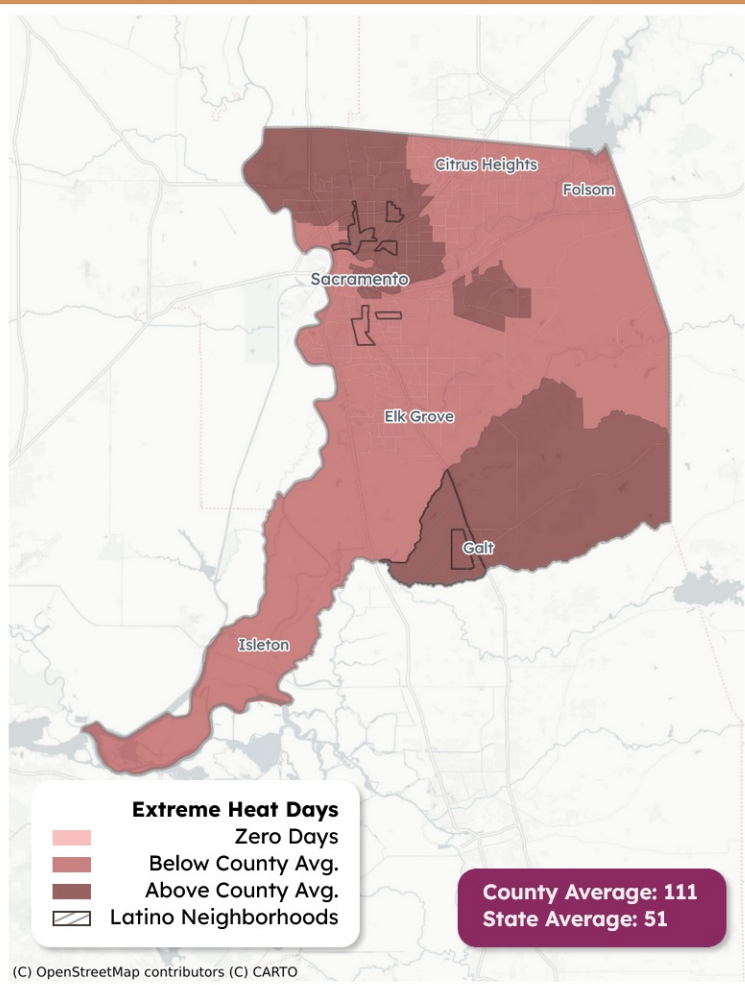 Citrus Heights
Folsom
Sacramento
Elk Grove
Galt
Isleton
Extreme Heat Days
Zero Days
Below County Avg.
Above County Avg.
Latino Neighborhoods
County Average: 111
State Average: 51
(C) OpenStreetMap contributors (C) CARTO